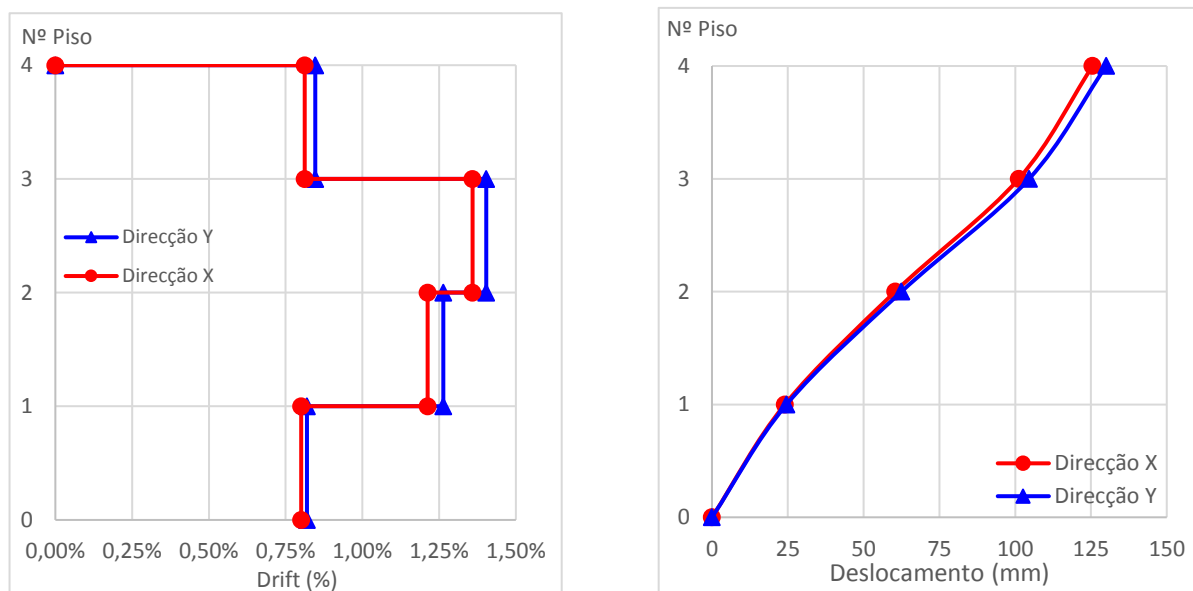 Nº Piso
4
3
2
1
0
Direcção Y
Direcção X
0,00% 0,25% 0,50% 0,75% 1,00% 1,25% 1,50%
Drift (%)
Nº Piso
4
3
2
1
0
Direcção X
Direcção Y
0 25 50 75 100 125 150
Deslocamento (mm)